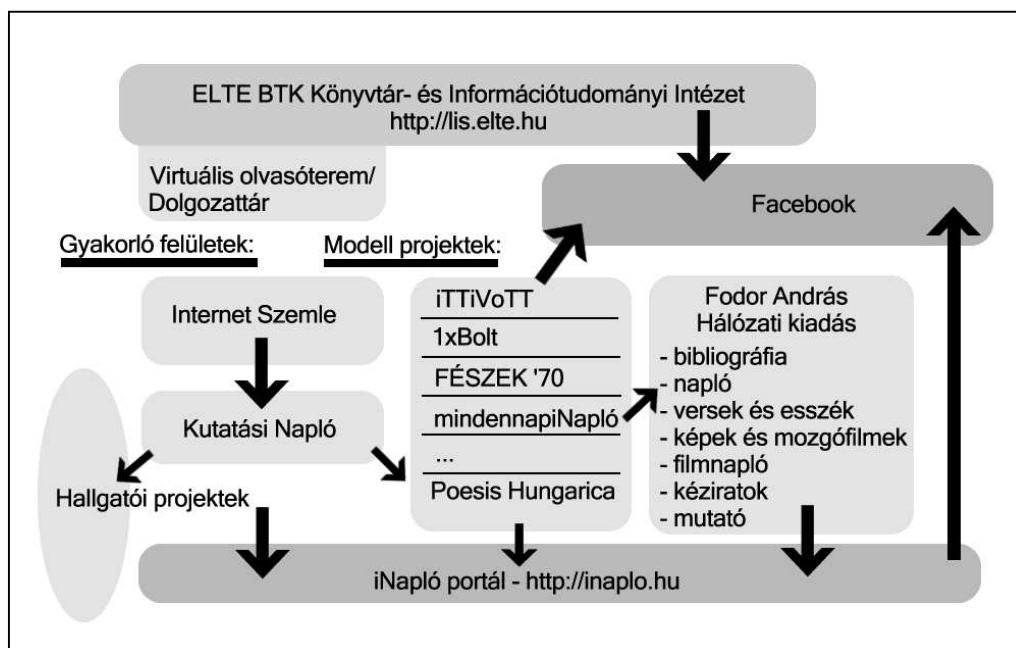 ELTE BTK Könyvtár- és Információtudományi Intézet
http://lis.elte.hu
Virtuális olvasóterem/
Dolgozattár
Facebook
Gyakorló felületek:
Modell projektek:
Internet Szemle
Kutatási Napló
Hallgatói projektek
iTTiVoTT
1xBolt
FÉSZEK '70
mindennapiNapló
...
Poesis Hungarica
Fodor András
Hálózati kiadás
- bibliográfia
- napló
- versek és esszék
- képek és mozgófilmek
- filmnapló
- kéziratok
- mutató
iNapló portál - http://inaplo.hu